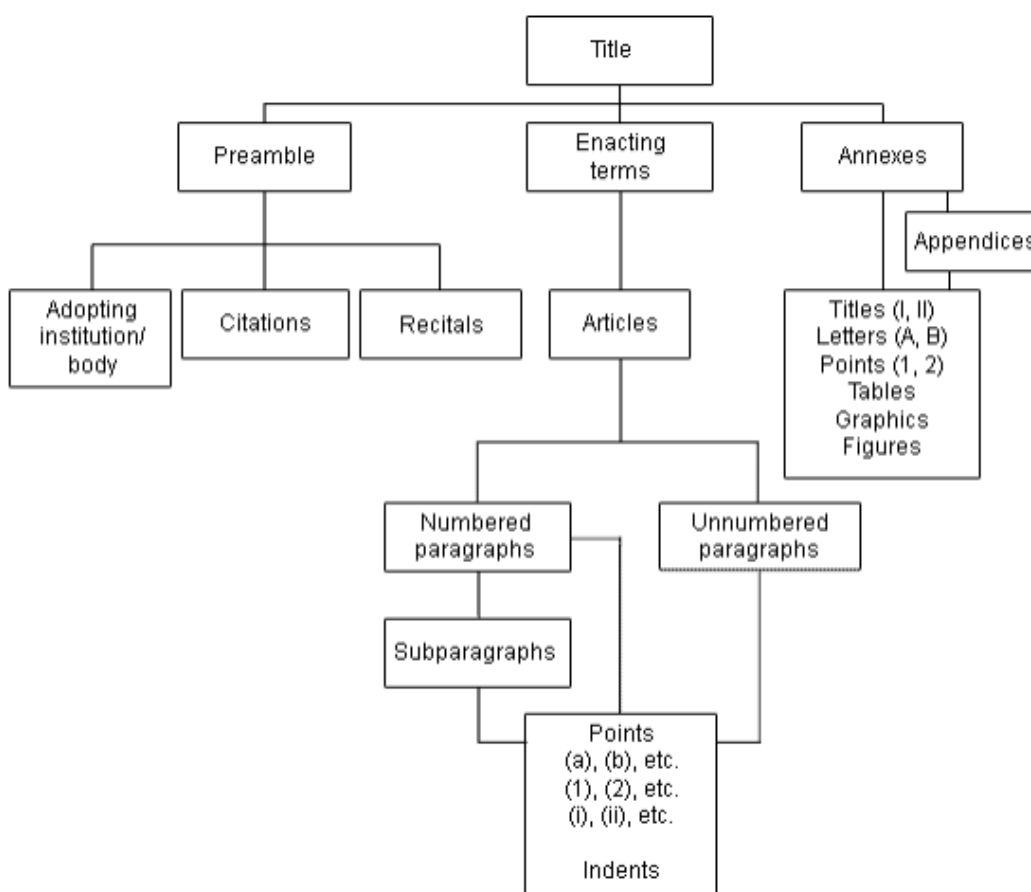 Title
Preamble
Enacting
terms
Annexes
Appendices
Adopting
institution/
body
Citations
Recitals
Articles
Titles (I, II)
Letters (A, B)
Points (1, 2)
Tables
Graphics
Figures
Numbered
paragraphs
Unnumbered
paragraphs
Subparagraphs
Points
(a), (b), etc.
(1), (2), etc.
(i), (ii), etc.
Indents